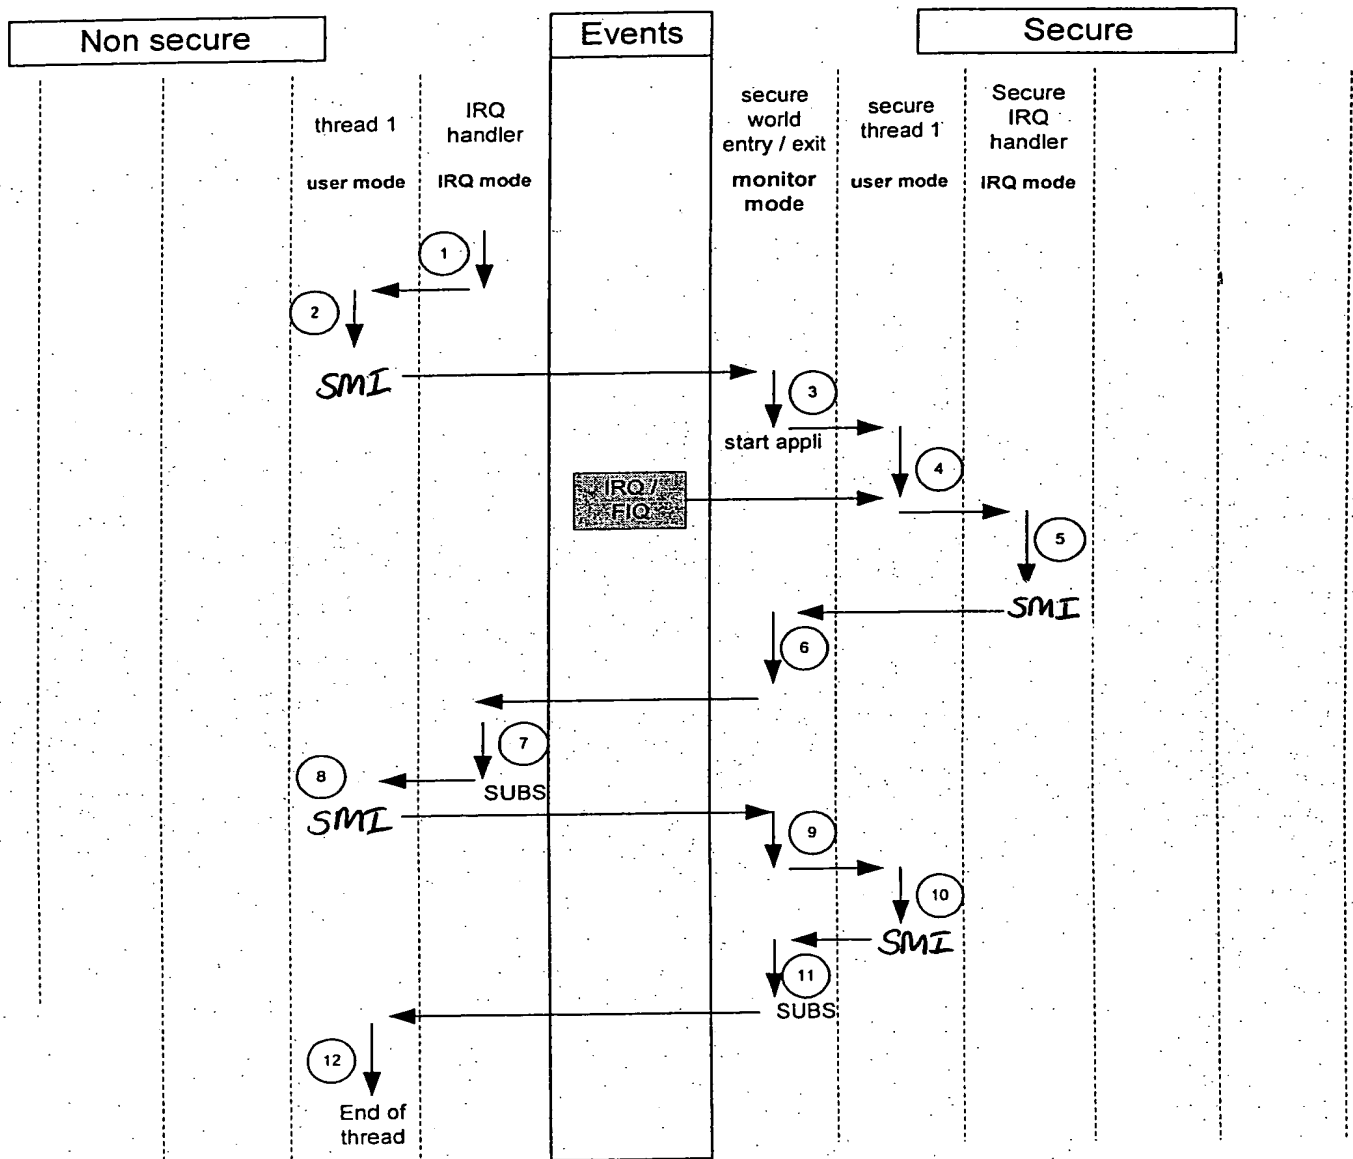 Non secure
Events
Secure
thread 1
IRQ
handler
secure
world
entry / exit
secure
thread 1
Secure
IRQ
handler
user mode
IRQ mode
monitor
mode
user mode
IRQ mode
1
2
SMI
3
start appli
4
IRQ /
FIQ
5
SMI
6
7
8
SUBS
SMI
9
10
SMI
11
SUBS
12
End of
thread